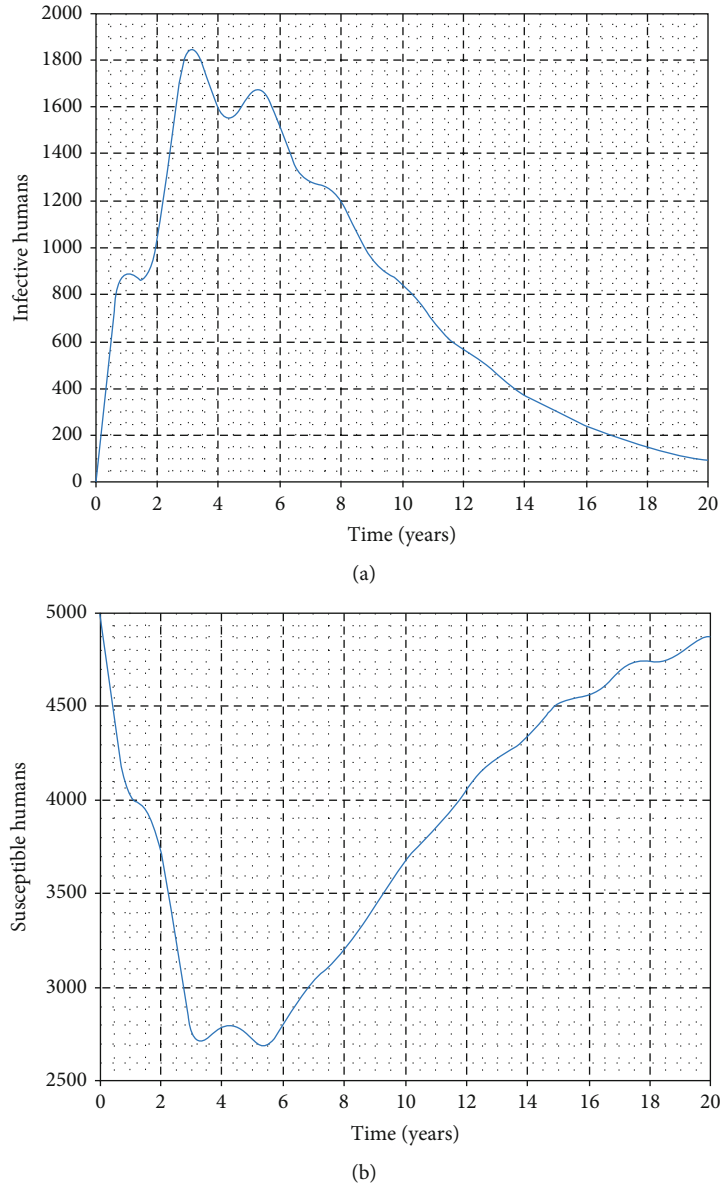 2000
1800
1600
1400
1200
1000
800
600
400
200
0
Infective humans
0 2 4 6 8 10 12 14 16 18 20
Time (years)
(a)
5000
4500
4000
3500
3000
2500
Susceptible humans
0 2 4 6 8 10 12 14 16 18 20
Time (years)
(b)